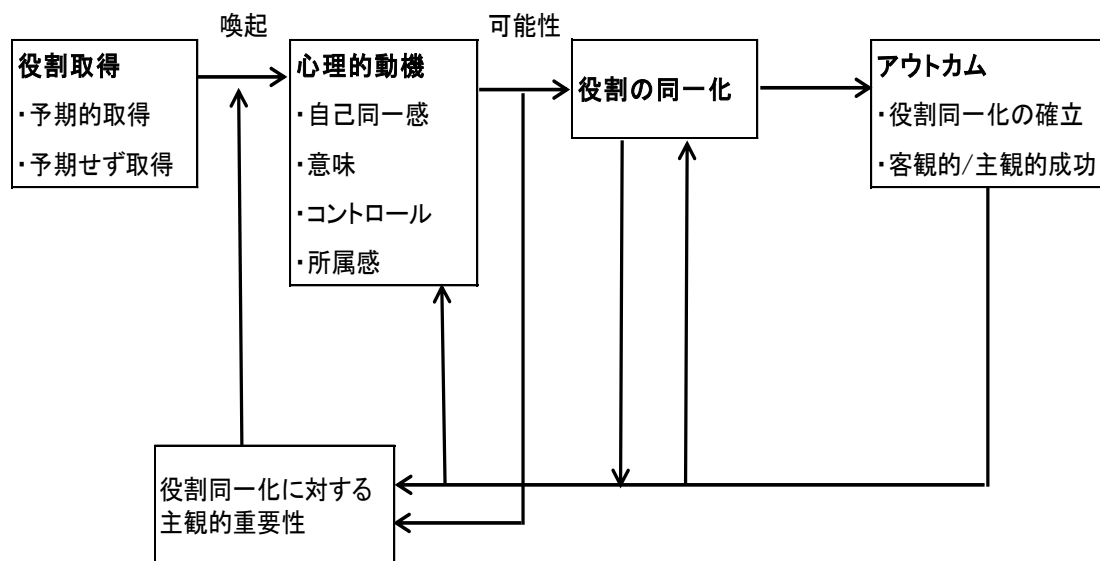 喚起
可能性
役割取得
・予期的取得
・予期せず取得
心理的動機
・自己同一感
・意味
・コントロール
・所属感
役割の同一化
アウトカム
・役割同一化の確立
・客観的/主観的成功
役割同一化に対する
主観的重要性